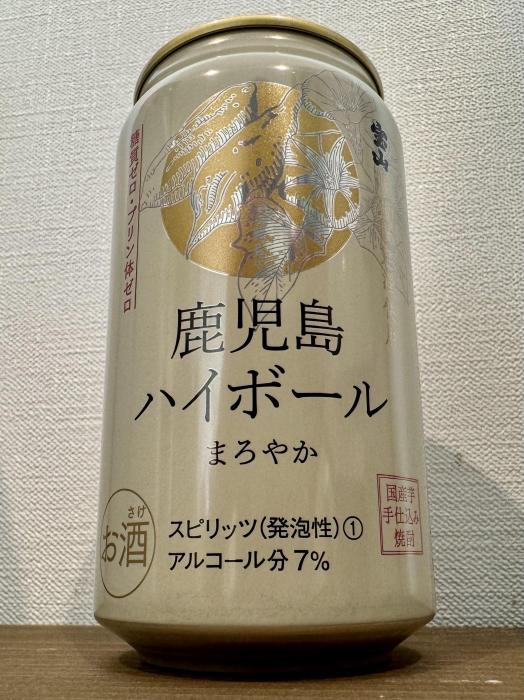 宝山
糖質ゼロ・プリン体ゼロ
鹿児島
ハイボール
まろやか
国産芋
手仕込み
焼酎
さけ
お酒
スピリッツ(発泡性)①
アルコール分7%